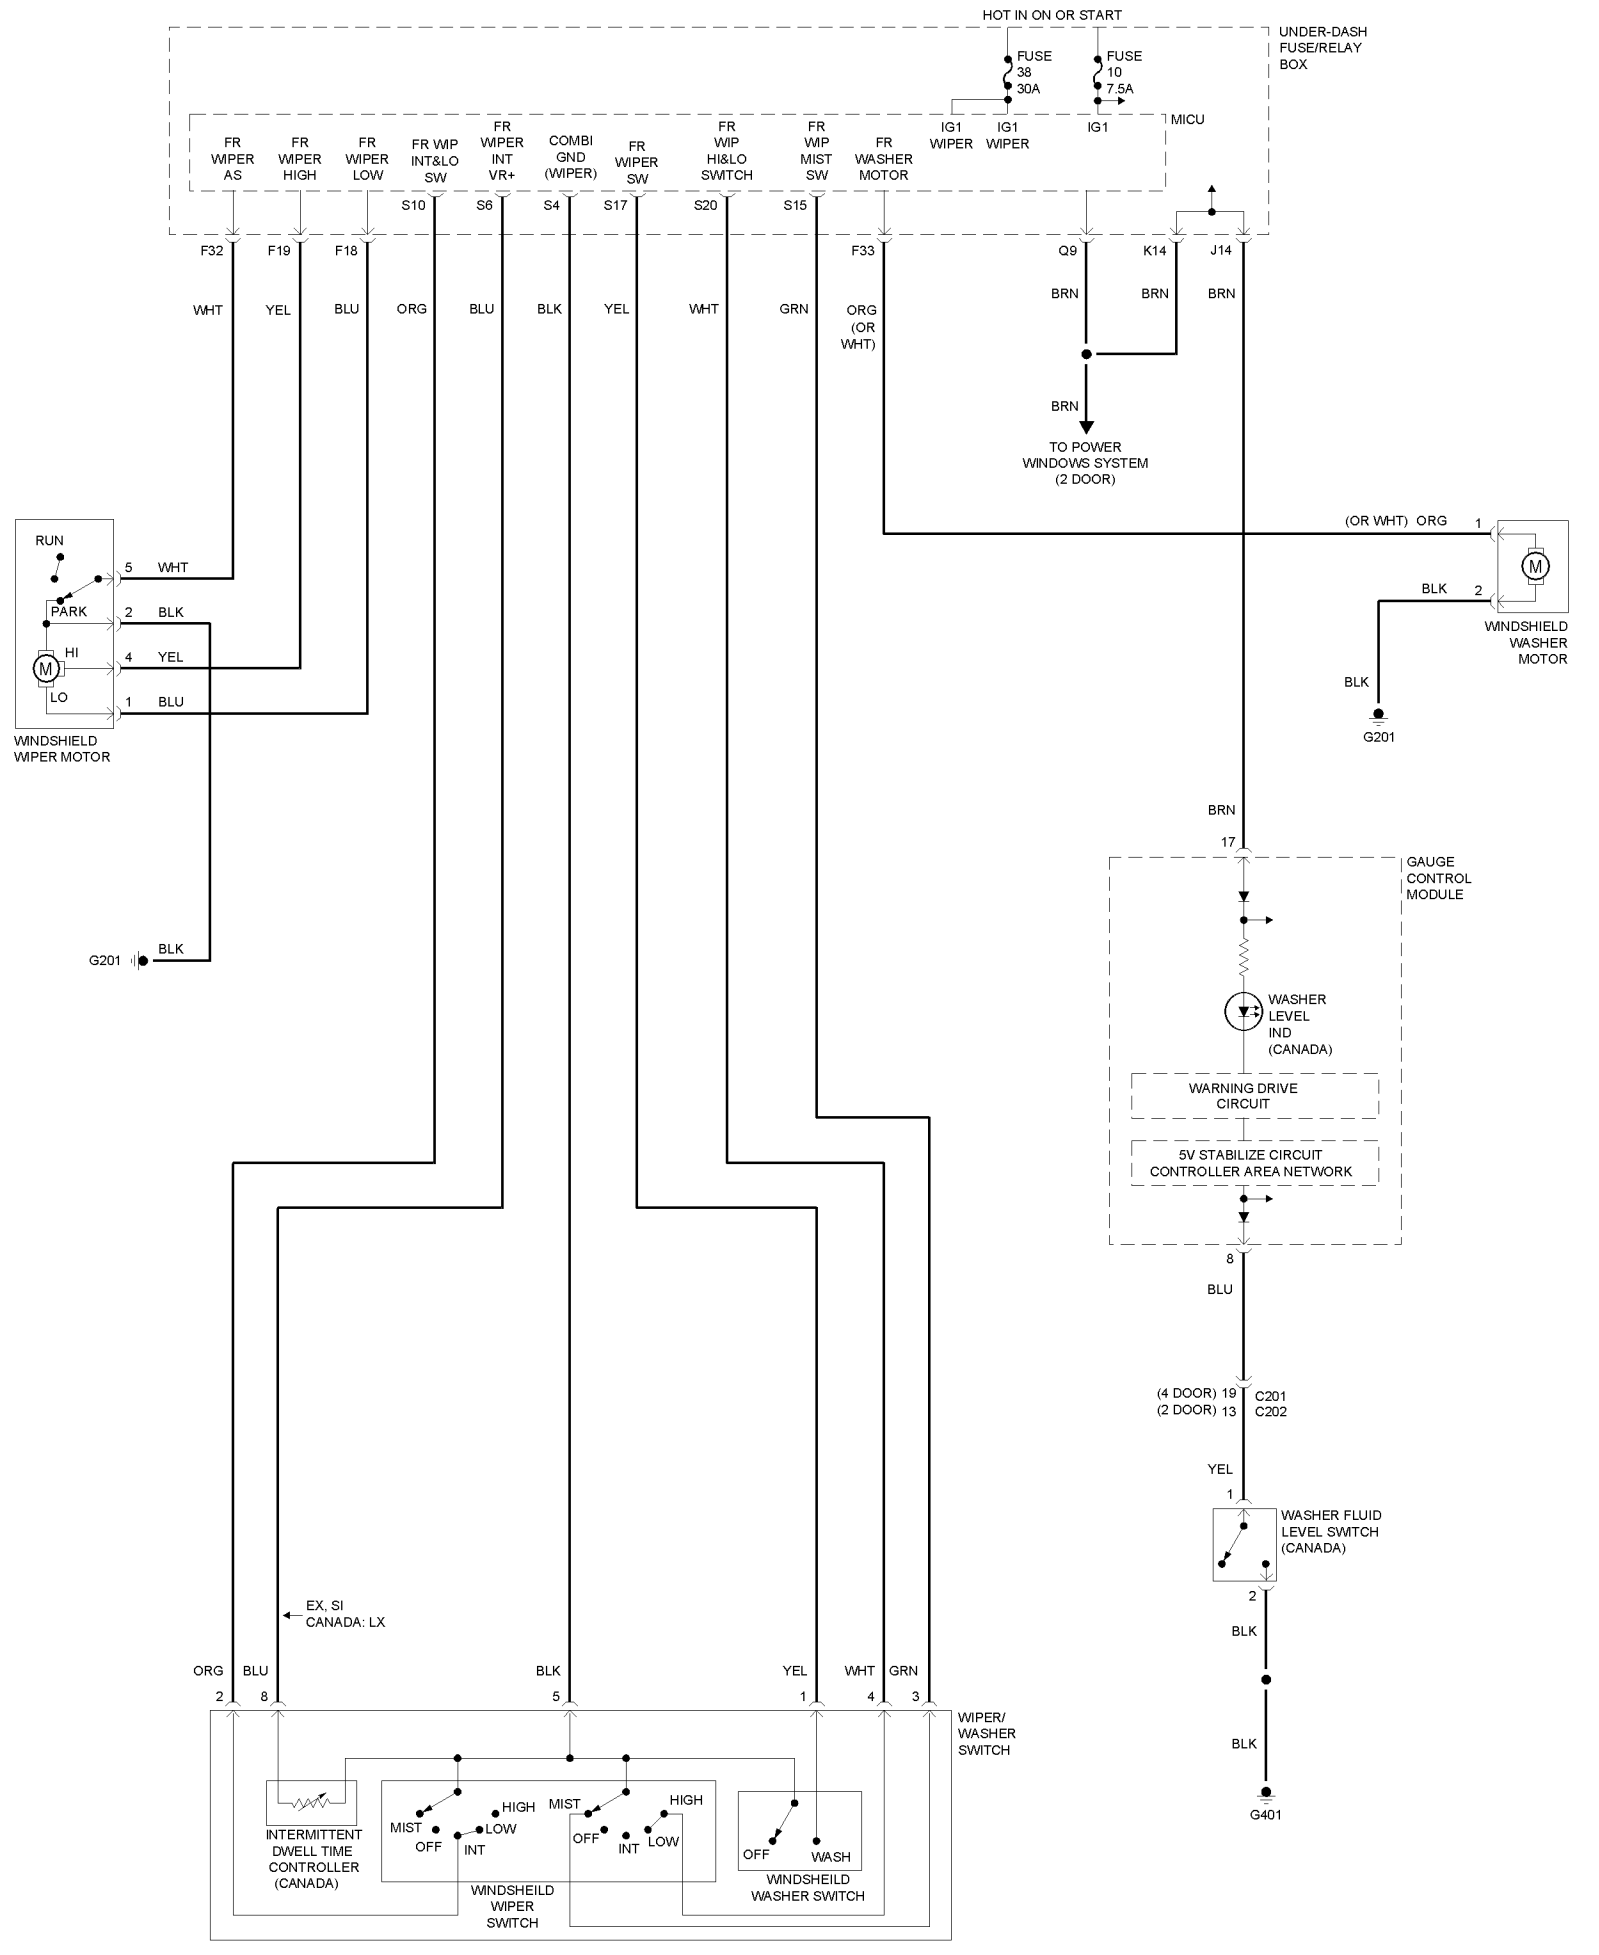 HOT IN ON OR START
UNDER-DASH
FUSE/RELAY
BOX
FUSE
38
30A
FUSE
10
7.5A
MICU
FR
WIPER
AS
FR
WIPER
HIGH
FR
WIPER
LOW
FR WIP
INT&LO
SW
FR
WIPER
INT
VR+
COMBI
GND
(WIPER)
FR
WIPER
SW
FR
WIP
HI&LO
SWITCH
FR
WIP
MIST
SW
FR
WASHER
MOTOR
IG1
WIPER
IG1
WIPER
IG1
S10
S6
S4
S17
S20
S15
F32
F19
F18
F33
Q9
K14
J14
WHT
YEL
BLU
ORG
BLU
BLK
YEL
WHT
GRN
ORG
(OR
WHT)
BRN
BRN
BRN
BRN
TO POWER
WINDOWS SYSTEM
(2 DOOR)
RUN
PARK
M
HI
LO
5 WHT
2 BLK
4 YEL
1 BLU
WINDSHIELD
WIPER MOTOR
G201
BLK
(OR WHT) ORG 1
BLK 2
M
WINDSHIELD
WASHER
MOTOR
BLK
G201
BRN
17
GAUGE
CONTROL
MODULE
WASHER
LEVEL
IND
(CANADA)
WARNING DRIVE
CIRCUIT
5V STABILIZE CIRCUIT
CONTROLLER AREA NETWORK
8
BLU
(4 DOOR) 19 C201
(2 DOOR) 13 C202
YEL
1
WASHER FLUID
LEVEL SWITCH
(CANADA)
2
BLK
BLK
G401
EX, SI
CANADA: LX
ORG
BLU
BLK
YEL
WHT
GRN
2
8
5
1
4
3
WIPER/
WASHER
SWITCH
INTERMITTENT
DWELL TIME
CONTROLLER
(CANADA)
MIST
OFF
INT
LOW
HIGH
MIST
OFF
INT
LOW
HIGH
WINDSHEILD
WIPER
SWITCH
OFF
WASH
WINDSHEILD
WASHER SWITCH